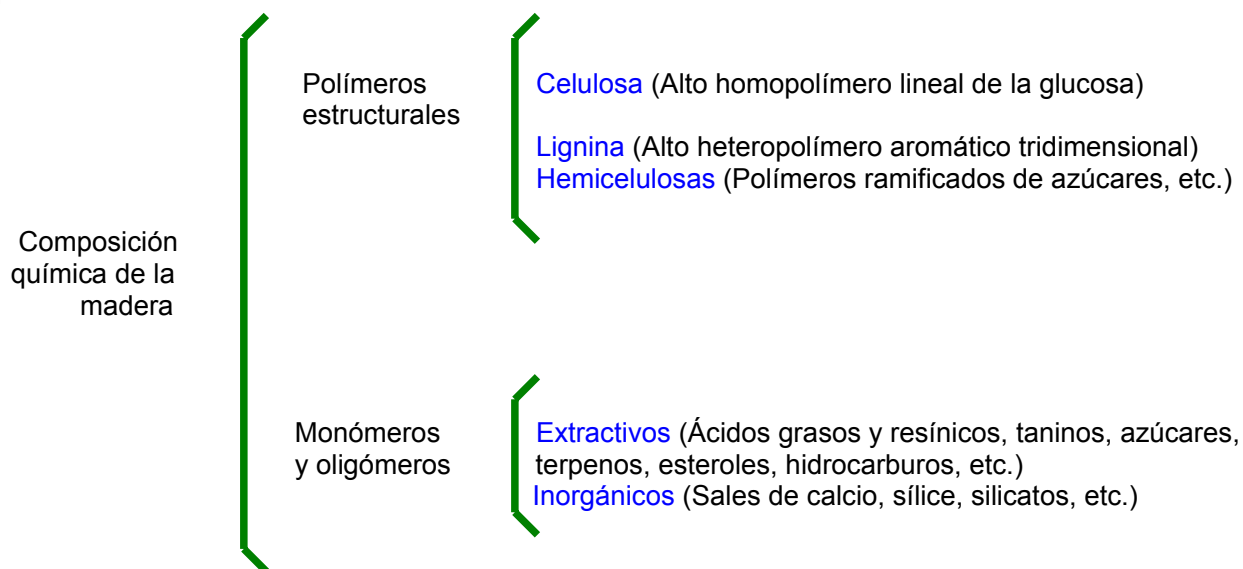 Composición
química de la
madera
Polímeros
estructurales
Celulosa (Alto homopolímero lineal de la glucosa)
Lignina (Alto heteropolímero aromático tridimensional)
Hemicelulosas (Polímeros ramificados de azúcares, etc.)
Monómeros
y oligómeros
Extractivos (Ácidos grasos y resínicos, taninos, azúcares,
terpenos, esteroles, hidrocarburos, etc.)
Inorgánicos (Sales de calcio, sílice, silicatos, etc.)